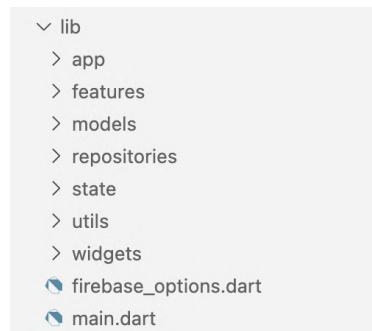 lib
app
features
models
repositories
state
utils
widgets
firebase_options.dart
main.dart